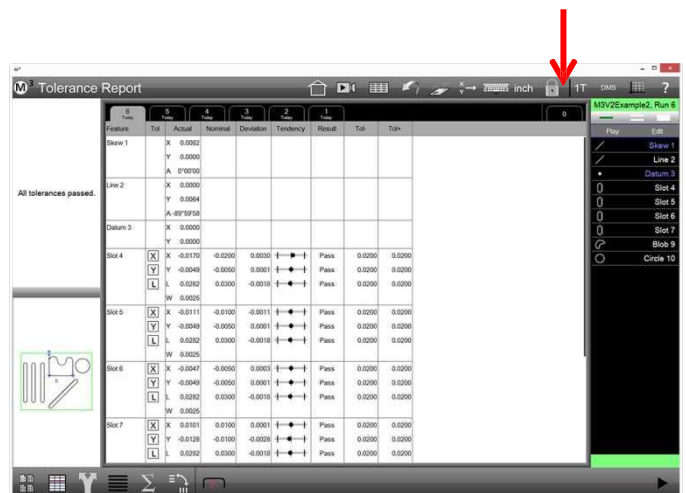 M³ Tolerance Report inch 1T DMS ?
M3V2Example2, Run 6
6 Today 5 Today 4 Today 3 Today 2 Today 1 Today 0
Play Edit
Feature Tol Actual Nominal Deviation Tendency Result Tol- Tol+
Skew 1 X 0.0082
Y 0.0000
A 0°00'00
Line 2 X 0.0000
Y 0.0064
A -89°59'58
Datum 3 X 0.0000
Y 0.0000
Slot 4 X X -0.0170 -0.0200 0.0030 Pass 0.0200 0.0200
Y Y -0.0049 -0.0050 0.0001 Pass 0.0200 0.0200
L L 0.0282 0.0300 -0.0018 Pass 0.0200 0.0200
W 0.0025
Slot 5 X X -0.0111 -0.0100 -0.0011 Pass 0.0200 0.0200
Y Y -0.0049 -0.0050 0.0001 Pass 0.0200 0.0200
L L 0.0282 0.0300 -0.0018 Pass 0.0200 0.0200
W 0.0025
Slot 6 X X -0.0047 -0.0050 0.0003 Pass 0.0200 0.0200
Y Y -0.0049 -0.0050 0.0001 Pass 0.0200 0.0200
L L 0.0282 0.0300 -0.0018 Pass 0.0200 0.0200
W 0.0025
Slot 7 X X 0.0101 0.0100 0.0001 Pass 0.0200 0.0200
Y Y -0.0128 -0.0100 -0.0028 Pass 0.0200 0.0200
L L 0.0282 0.0300 -0.0018 Pass 0.0200 0.0200
All tolerances passed.
Skew 1
Line 2
Datum 3
Slot 4
Slot 5
Slot 6
Slot 7
Blob 9
Circle 10